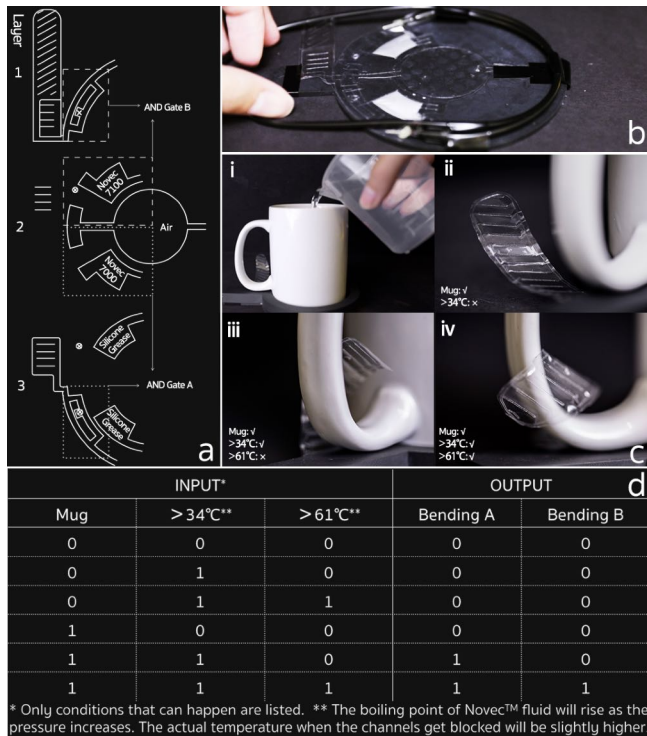 Layer
1
AND Gate B
Novec
7100
2
Air
Novec
7000
Silicone
Grease
3
AND Gate A
Silicone
Grease
a
b
i
ii
Mug: √
>34℃: ×
iii
Mug: √
>34℃: √
>61℃: ×
iv
Mug: √
>34℃: √
>61℃: √
c
d
INPUT* OUTPUT
Mug >34℃** >61℃** Bending A Bending B
0 0 0 0 0
0 1 0 0 0
0 1 1 0 0
1 0 0 0 0
1 1 0 1 0
1 1 1 1 1
* Only conditions that can happen are listed. ** The boiling point of Novec™ fluid will rise as the
pressure increases. The actual temperature when the channels get blocked will be slightly higher